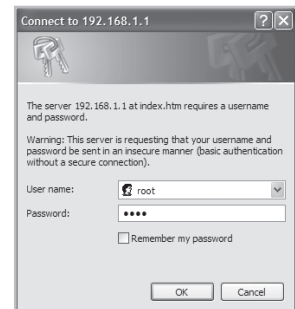 Connect to 192.168.1.1
The server 192.168.1.1 at index.htm requires a username
and password.
Warning: This server is requesting that your username and
password be sent in an insecure manner (basic authentication
without a secure connection).
User name:
root
Password:
••••
Remember my password
OK
Cancel